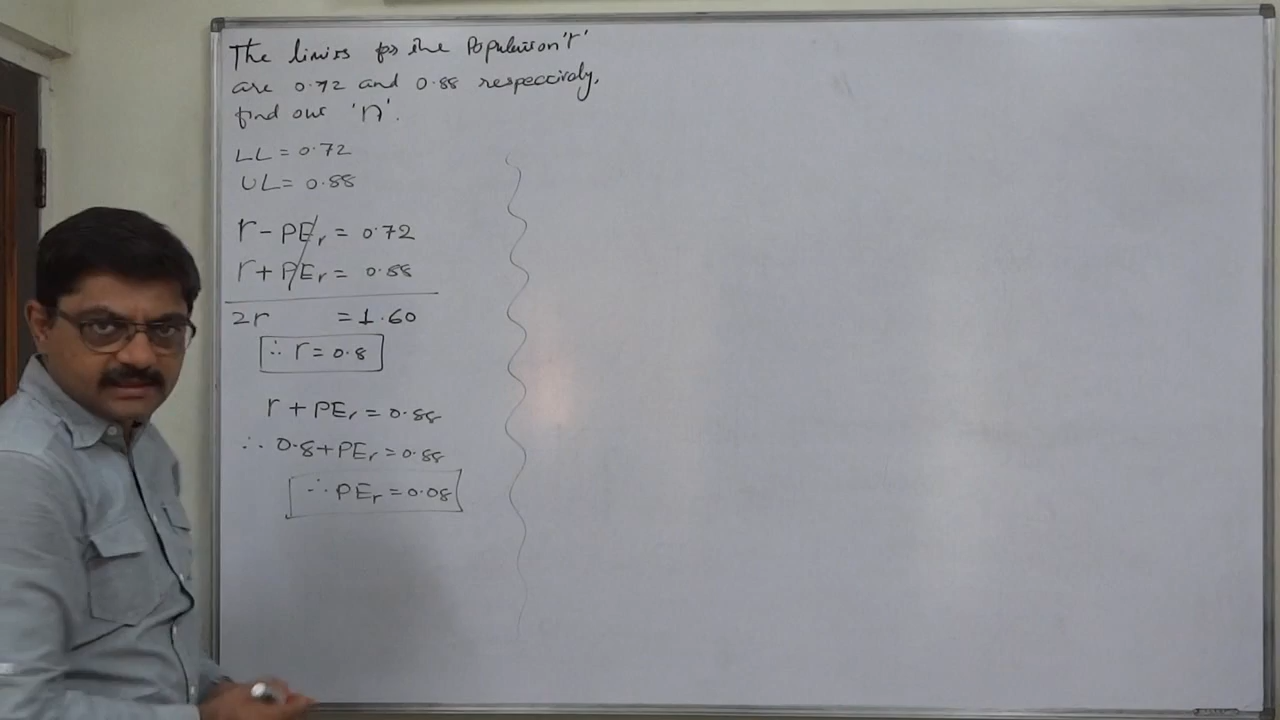 The limits for the Population 'r'
are 0.72 and 0.88 respectively.
find out 'n'.
LL = 0.72
UL = 0.88
r - PEr = 0.72
r + PEr = 0.88
2r = 1.60
∴ r = 0.8
r + PEr = 0.88
∴ 0.8 + PEr = 0.88
∴ PEr = 0.08